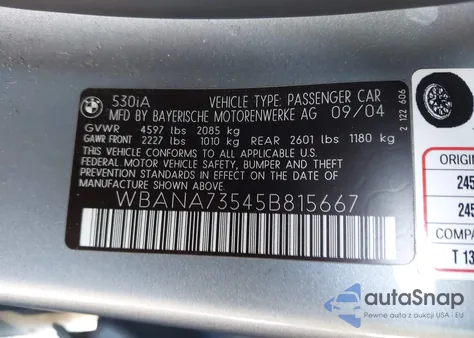 BMW
530iA VEHICLE TYPE: PASSENGER CAR
MFD BY BAYERISCHE MOTORENWERKE AG 09/04
GVWR 4597 lbs 2085 kg
GAWR FRONT 2227 lbs 1010 kg REAR 2601 lbs 1180 kg
THIS VEHICLE CONFORMS TO ALL APPLICABLE
FEDERAL MOTOR VEHICLE SAFETY, BUMPER AND THEFT
STANDARDS IN EFFECT ON THE DATE OF
MANUFACTURE SHOWN ABOVE.
WBANA73545B815667
2 122 606
ORIGIN
245
245
COMPA
T 13
autoSnap
Pewne auta z aukcji USA i EU